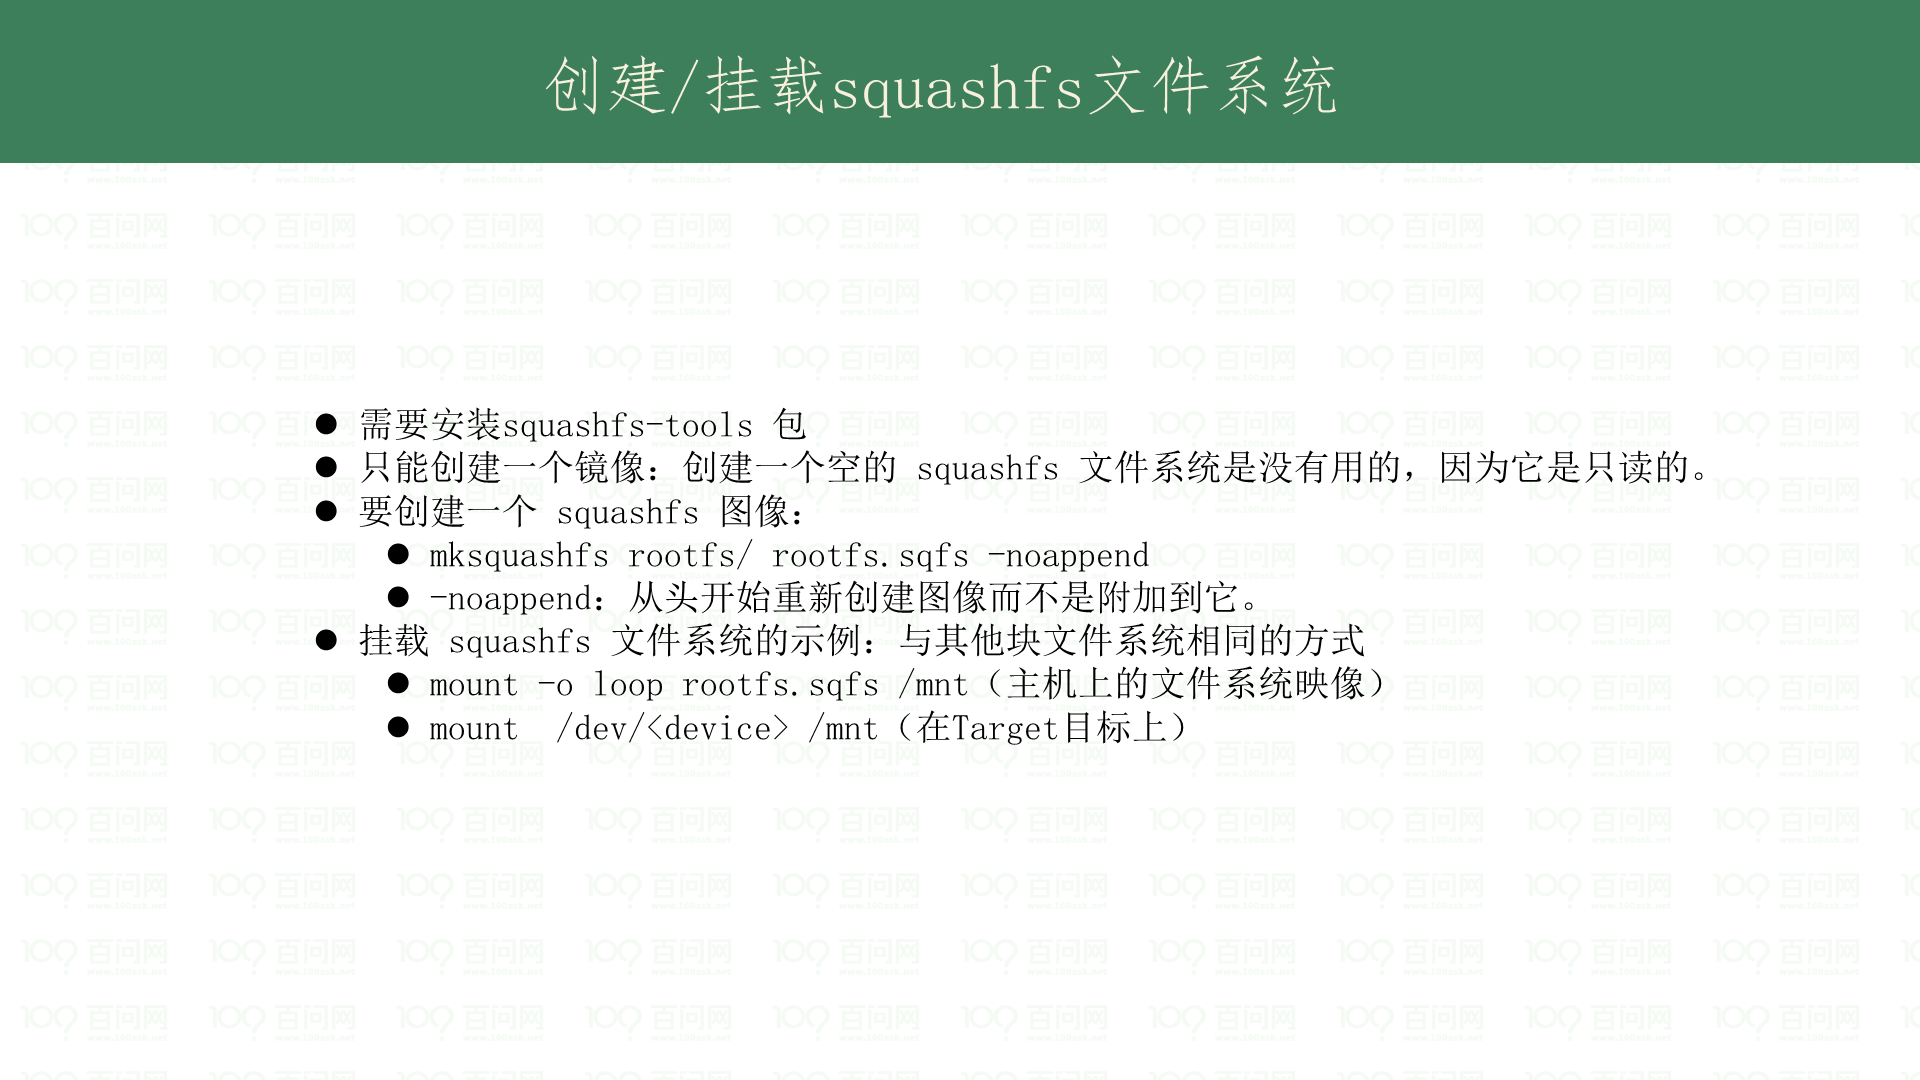 创建/挂载squashfs文件系统
● 需要安装squashfs-tools 包
● 只能创建一个镜像：创建一个空的 squashfs 文件系统是没有用的，因为它是只读的。
● 要创建一个 squashfs 图像：
● mksquashfs rootfs/ rootfs.sqfs -noappend
● -noappend：从头开始重新创建图像而不是附加到它。
● 挂载 squashfs 文件系统的示例：与其他块文件系统相同的方式
● mount -o loop rootfs.sqfs /mnt（主机上的文件系统映像）
● mount  /dev/<device> /mnt（在Target目标上）